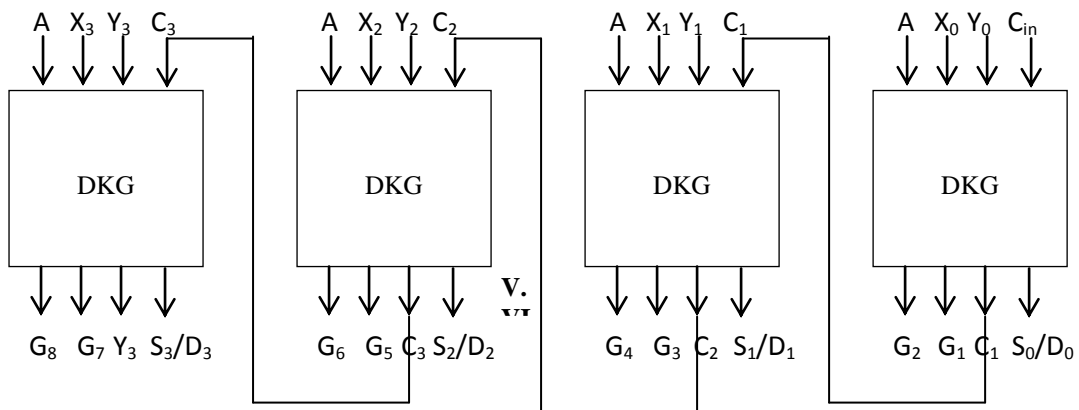 A X₃ Y₃ C₃ A X₂ Y₂ C₂ A X₁ Y₁ C₁ A X₀ Y₀ Cᵢₙ
DKG DKG DKG DKG
V.
G₈ G₇ Y₃ S₃/D₃ G₆ G₅ C₃ S₂/D₂ G₄ G₃ C₂ S₁/D₁ G₂ G₁ C₁ S₀/D₀